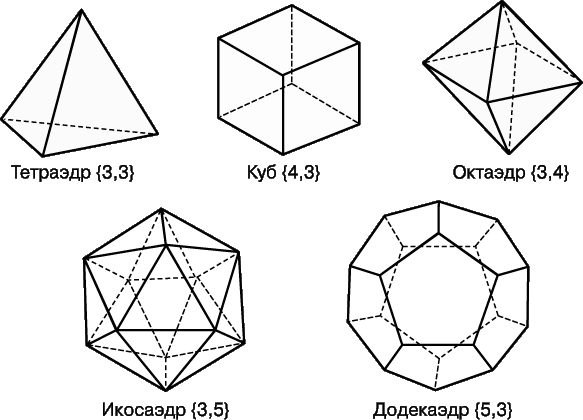 Тетраэдр {3,3}
Куб {4,3}
Октаэдр {3,4}
Икосаэдр {3,5}
Додекаэдр {5,3}